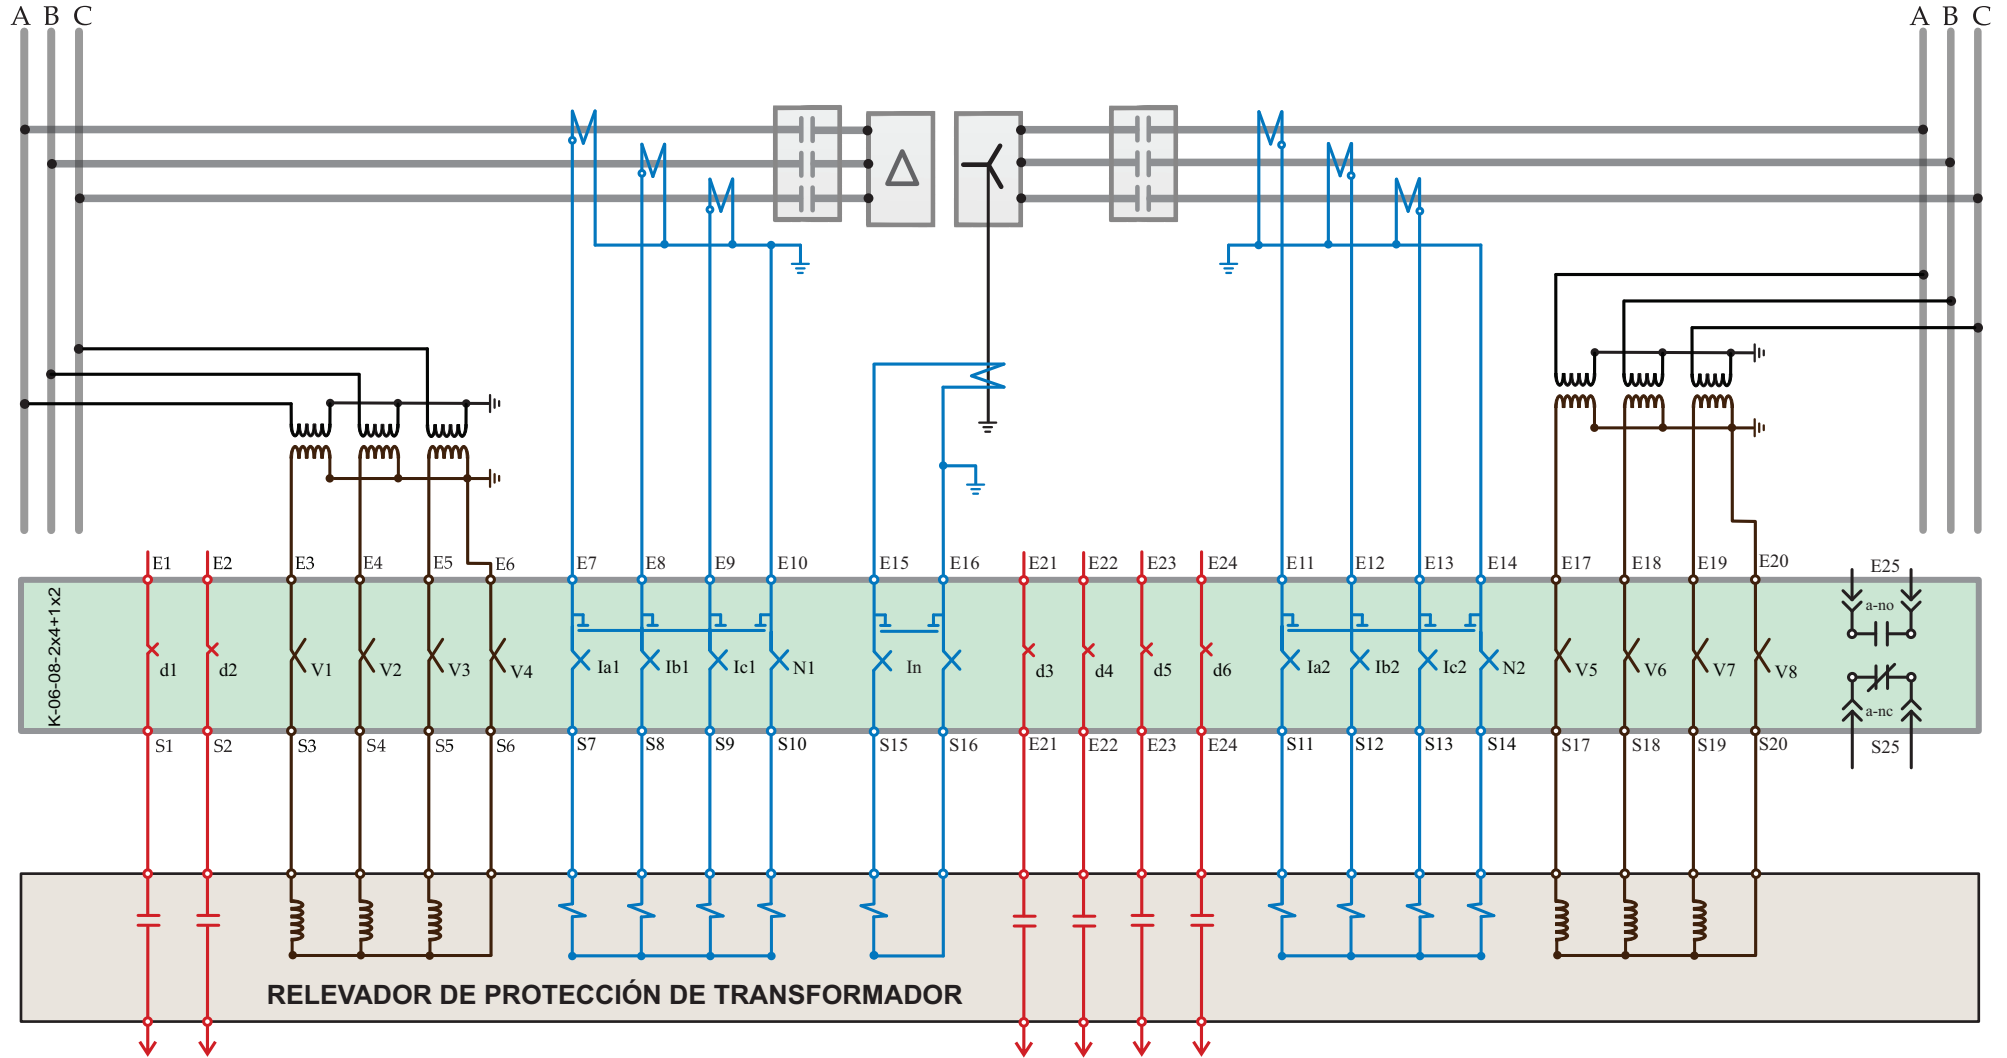 A B C
A B C
E1 E2 E3 E4 E5 E6 E7 E8 E9 E10 E15 E16 E21 E22 E23 E24 E11 E12 E13 E14 E17 E18 E19 E20 E25
K-06-08-2x4+1x2
a-no
d1 d2 V1 V2 V3 V4 Ia1 Ib1 Ic1 N1 In d3 d4 d5 d6 Ia2 Ib2 Ic2 N2 V5 V6 V7 V8
a-nc
S1 S2 S3 S4 S5 S6 S7 S8 S9 S10 S15 S16 E21 E22 E23 E24 S11 S12 S13 S14 S17 S18 S19 S20 S25
RELEVADOR DE PROTECCIÓN DE TRANSFORMADOR